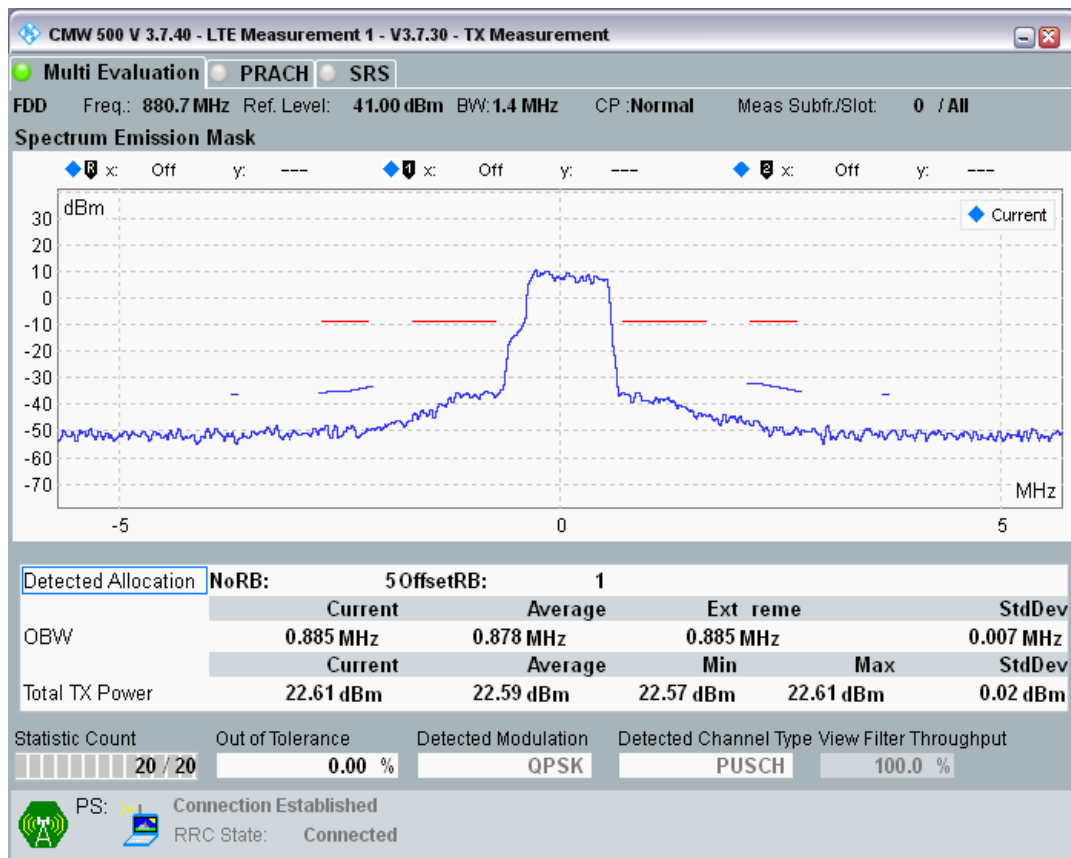 CMW 500 V 3.7.40 - LTE Measurement 1 - V3.7.30 - TX Measurement
Multi Evaluation PRACH SRS
FDD Freq.: 880.7 MHz Ref. Level: 41.00 dBm BW: 1.4 MHz CP :Normal Meas Subfr./Slot: 0 / All
Spectrum Emission Mask
R x: Off y: --- 1 x: Off y: --- 2 x: Off y: ---
dBm
Current
30
20
10
0
-10
-20
-30
-40
-50
-60
-70
MHz
-5 0 5
Detected Allocation NoRB: 5 OffsetRB: 1
Current Average Ext reme StdDev
OBW 0.885 MHz 0.878 MHz 0.885 MHz 0.007 MHz
Current Average Min Max StdDev
Total TX Power 22.61 dBm 22.59 dBm 22.57 dBm 22.61 dBm 0.02 dBm
Statistic Count Out of Tolerance Detected Modulation Detected Channel Type View Filter Throughput
20 / 20 0.00 % QPSK PUSCH 100.0 %
PS: Connection Established
RRC State: Connected